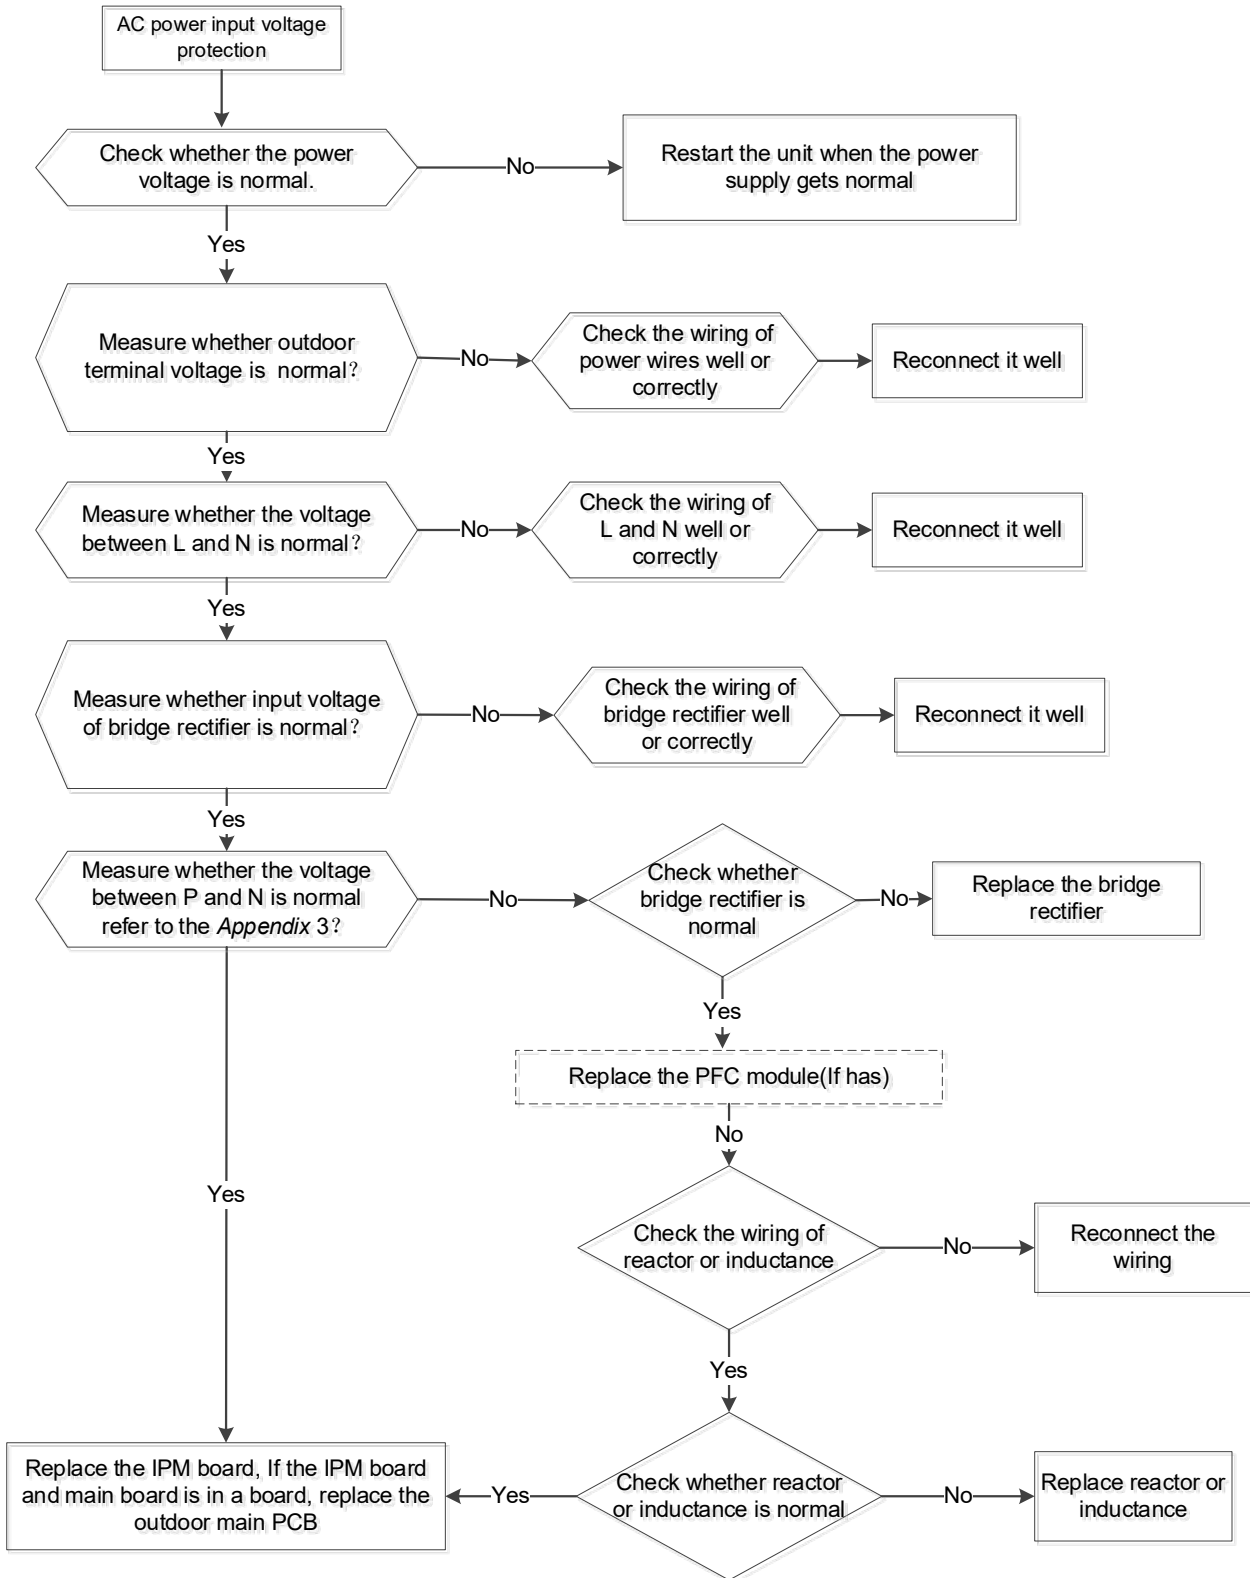 AC power input voltage
protection
Check whether the power
voltage is normal.
No
Restart the unit when the power
supply gets normal
Yes
Measure whether outdoor
terminal voltage is normal?
No
Check the wiring of
power wires well or
correctly
Reconnect it well
Yes
Measure whether the voltage
between L and N is normal?
No
Check the wiring of
L and N well or
correctly
Reconnect it well
Yes
Measure whether input voltage
of bridge rectifier is normal?
No
Check the wiring of
bridge rectifier well
or correctly
Reconnect it well
Yes
Measure whether the voltage
between P and N is normal
refer to the Appendix 3?
No
Check whether
bridge rectifier is
normal
No
Replace the bridge
rectifier
Yes
Replace the PFC module(If has)
No
Yes
Check the wiring of
reactor or inductance
No
Reconnect the
wiring
Yes
Replace the IPM board, If the IPM board
and main board is in a board, replace the
outdoor main PCB
Yes
Check whether reactor
or inductance is normal
No
Replace reactor or
inductance